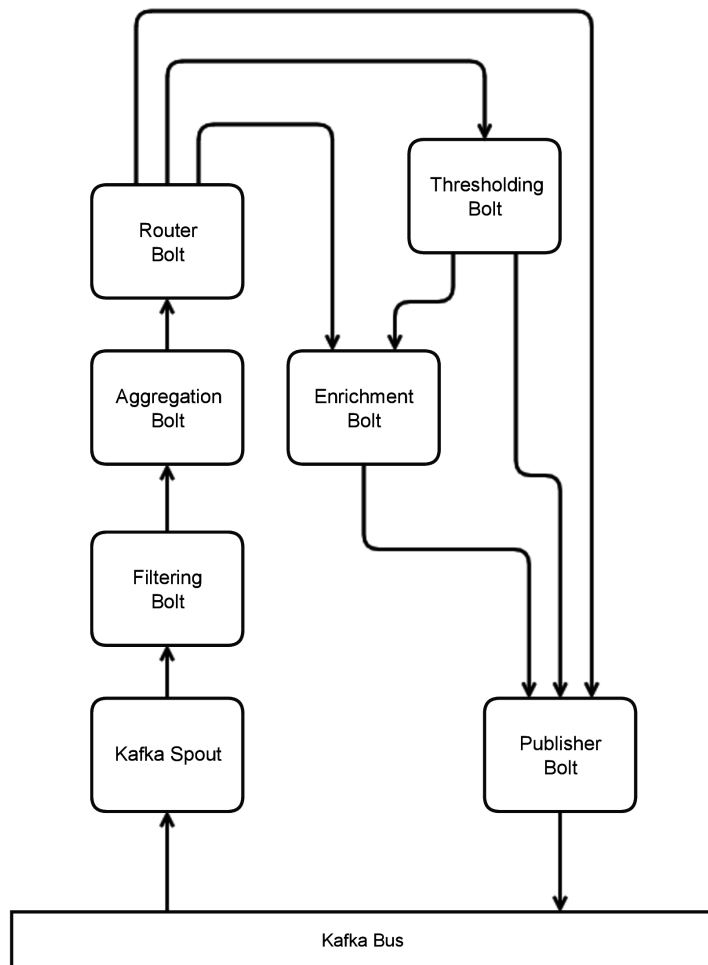 Thresholding
Bolt
Router
Bolt
Aggregation
Bolt
Enrichment
Bolt
Filtering
Bolt
Kafka Spout
Publisher
Bolt
Kafka Bus